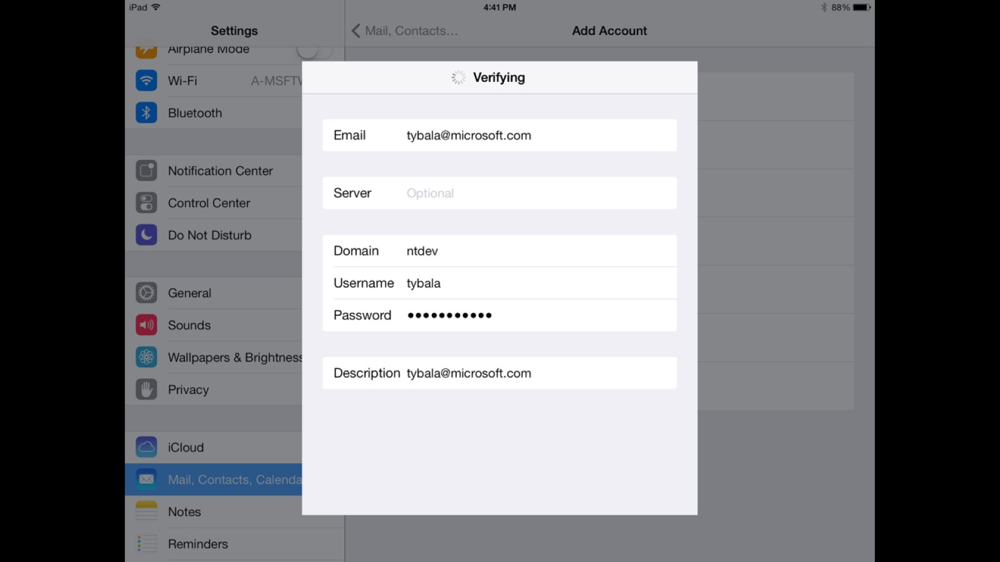 iPad
4:41 PM
88%
Settings
Mail, Contacts...
Add Account
Airplane Mode
Wi-Fi
A-MSFTW
Bluetooth
Notification Center
Control Center
Do Not Disturb
General
Sounds
Wallpapers & Brightness
Privacy
iCloud
Mail, Contacts, Calenda
Notes
Reminders
Verifying
Email tybala@microsoft.com
Server Optional
Domain ntdev
Username tybala
Password ●●●●●●●●●●●
Description tybala@microsoft.com